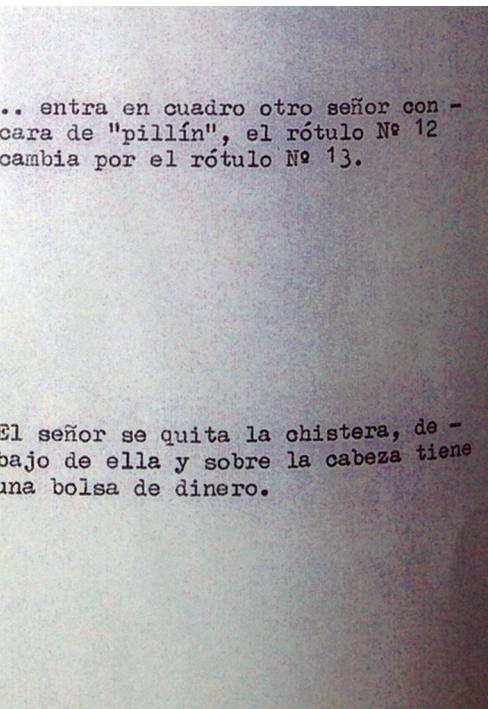 .. entra en cuadro otro señor con -
cara de "pillín", el rótulo Nº 12
cambia por el rótulo Nº 13.
El señor se quita la chistera, de -
bajo de ella y sobre la cabeza tiene
una bolsa de dinero.